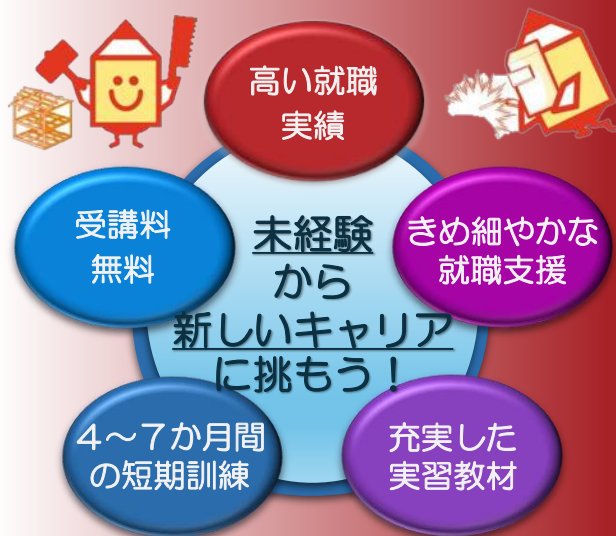 高い就職
実績
受講料
無料
きめ細やかな
就職支援
未経験
から
新しいキャリア
に挑もう！
４～７か月間
の短期訓練
充実した
実習教材